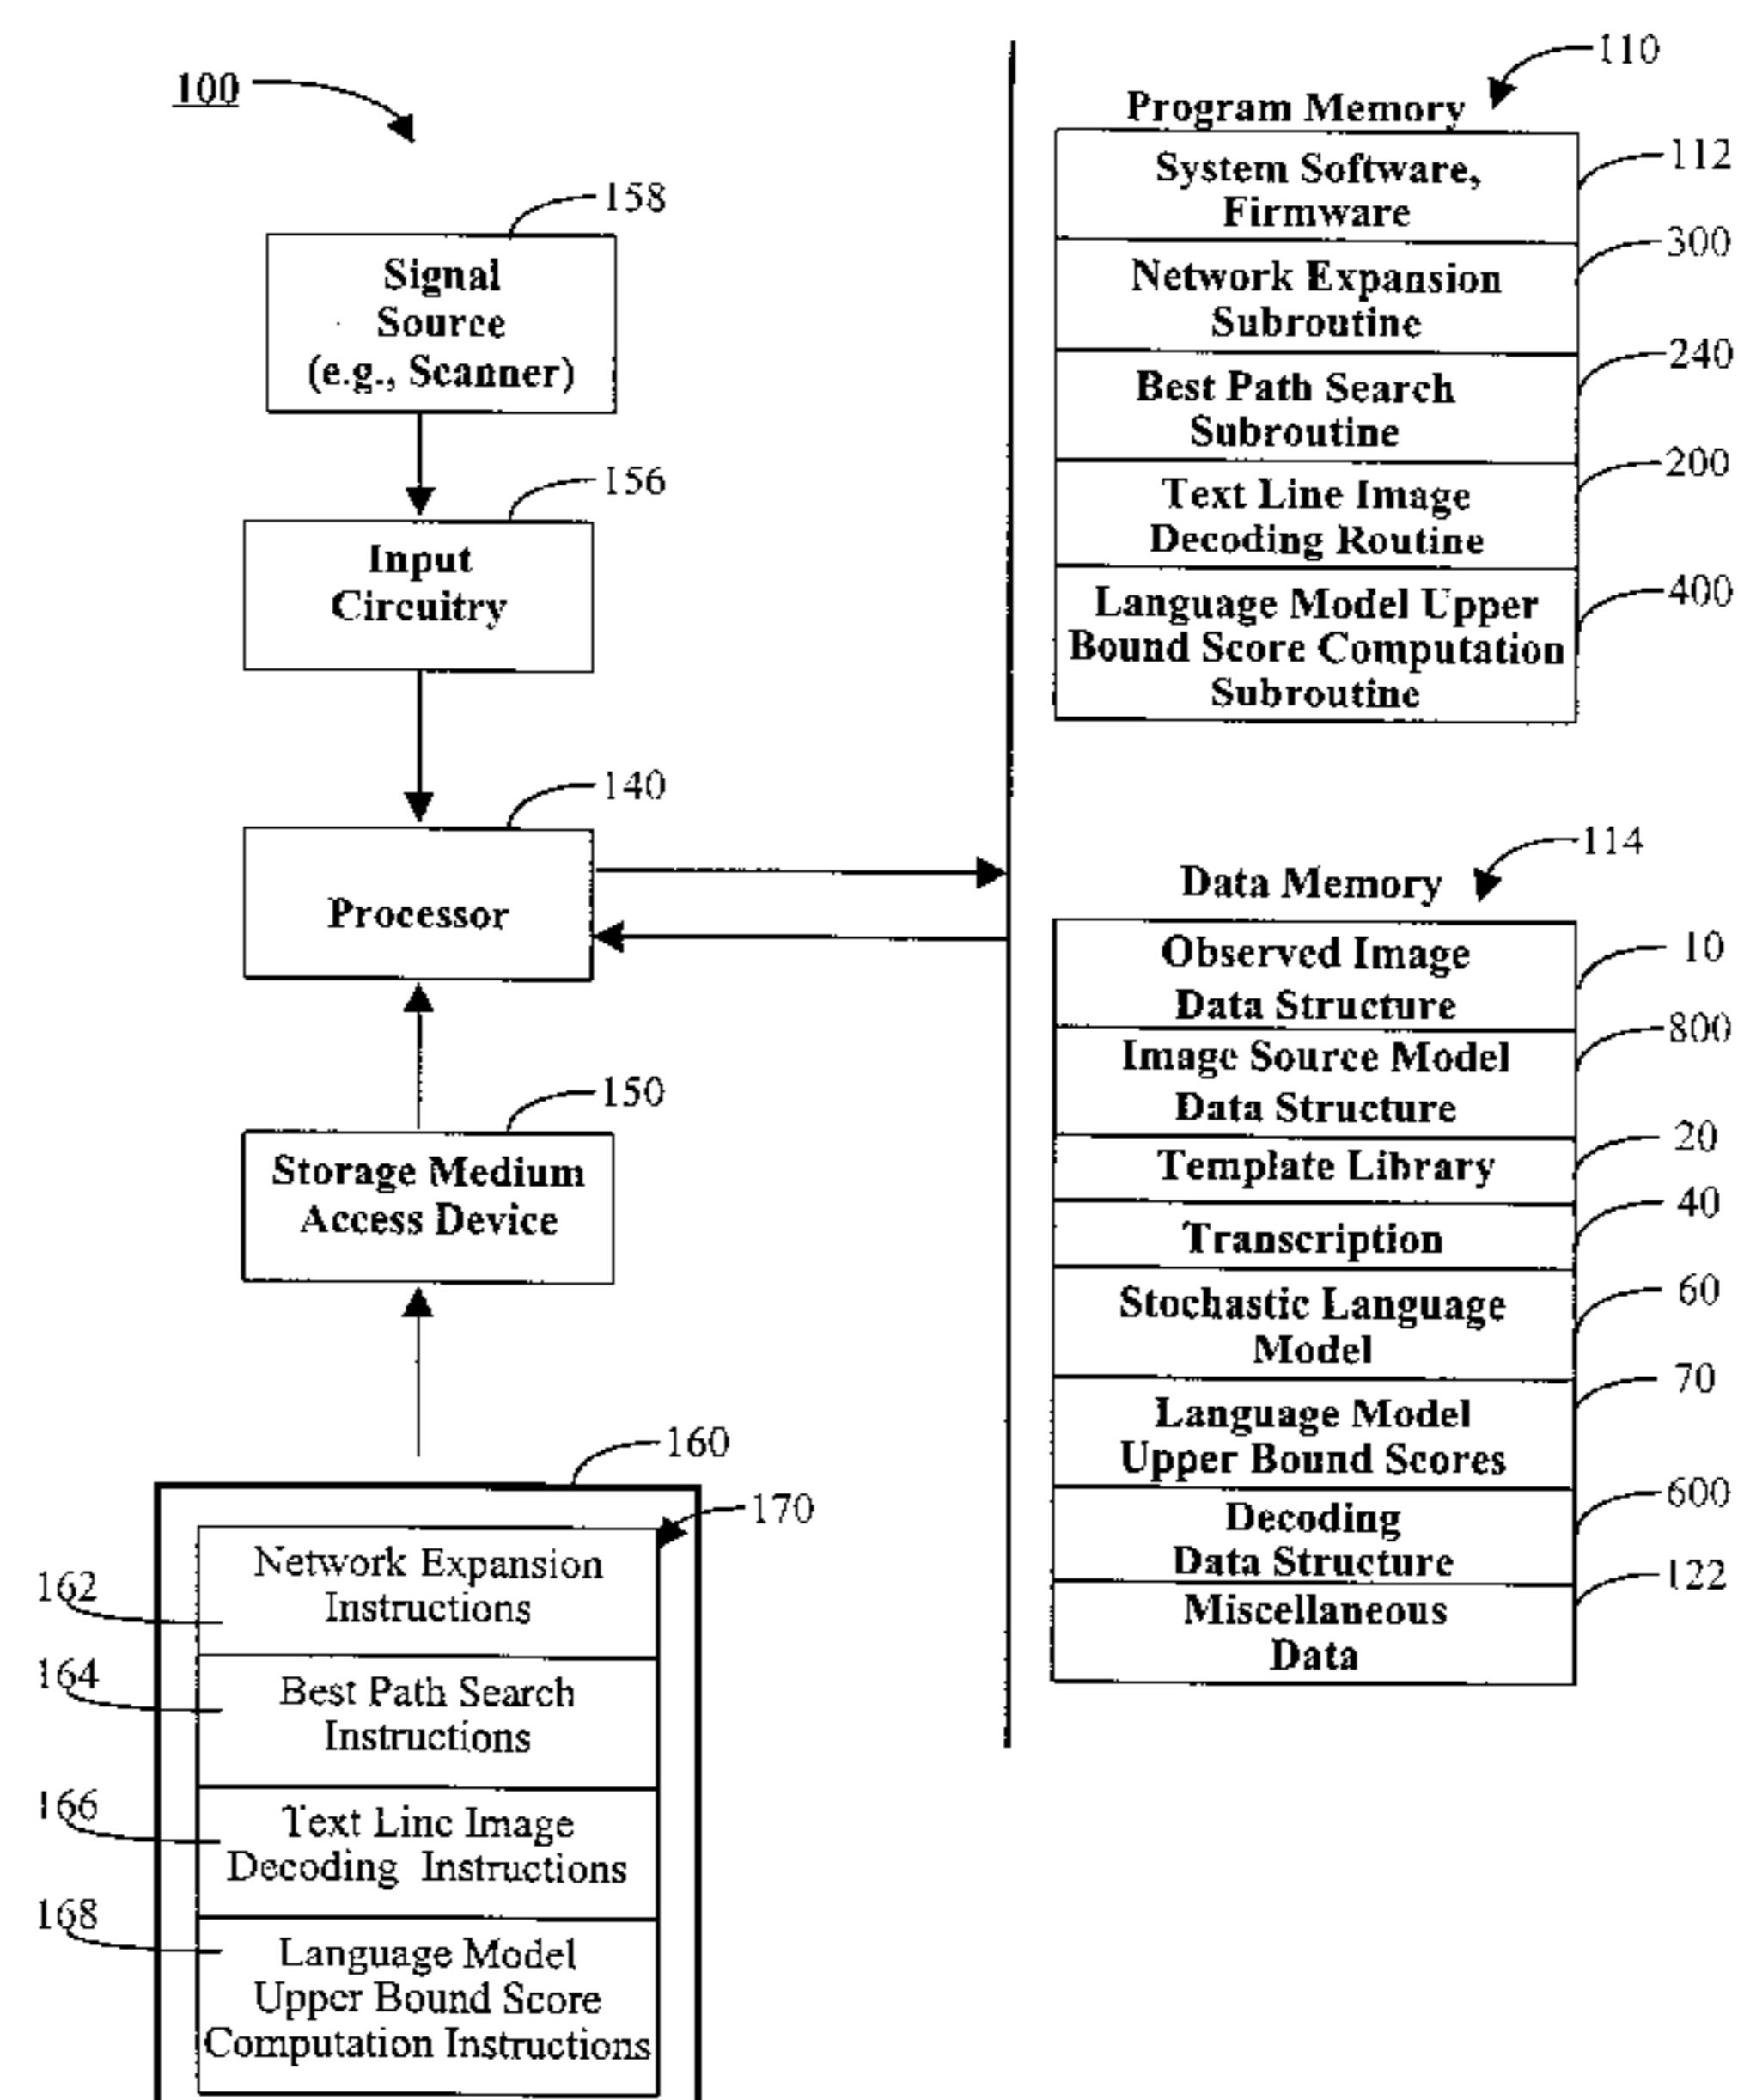 100
158
Signal
Source
(e.g., Scanner)
156
Input
Circuitry
140
Processor
150
Storage Medium
Access Device
160
170
162
Network Expansion
Instructions
164
Best Path Search
Instructions
166
Text Line Image
Decoding Instructions
168
Language Model
Upper Bound Score
Computation Instructions
110
Program Memory
112
System Software,
Firmware
300
Network Expansion
Subroutine
240
Best Path Search
Subroutine
200
Text Line Image
Decoding Routine
400
Language Model Upper
Bound Score Computation
Subroutine
114
Data Memory
10
Observed Image
Data Structure
800
Image Source Model
Data Structure
20
Template Library
40
Transcription
60
Stochastic Language
Model
70
Language Model
Upper Bound Scores
600
Decoding
Data Structure
122
Miscellaneous
Data